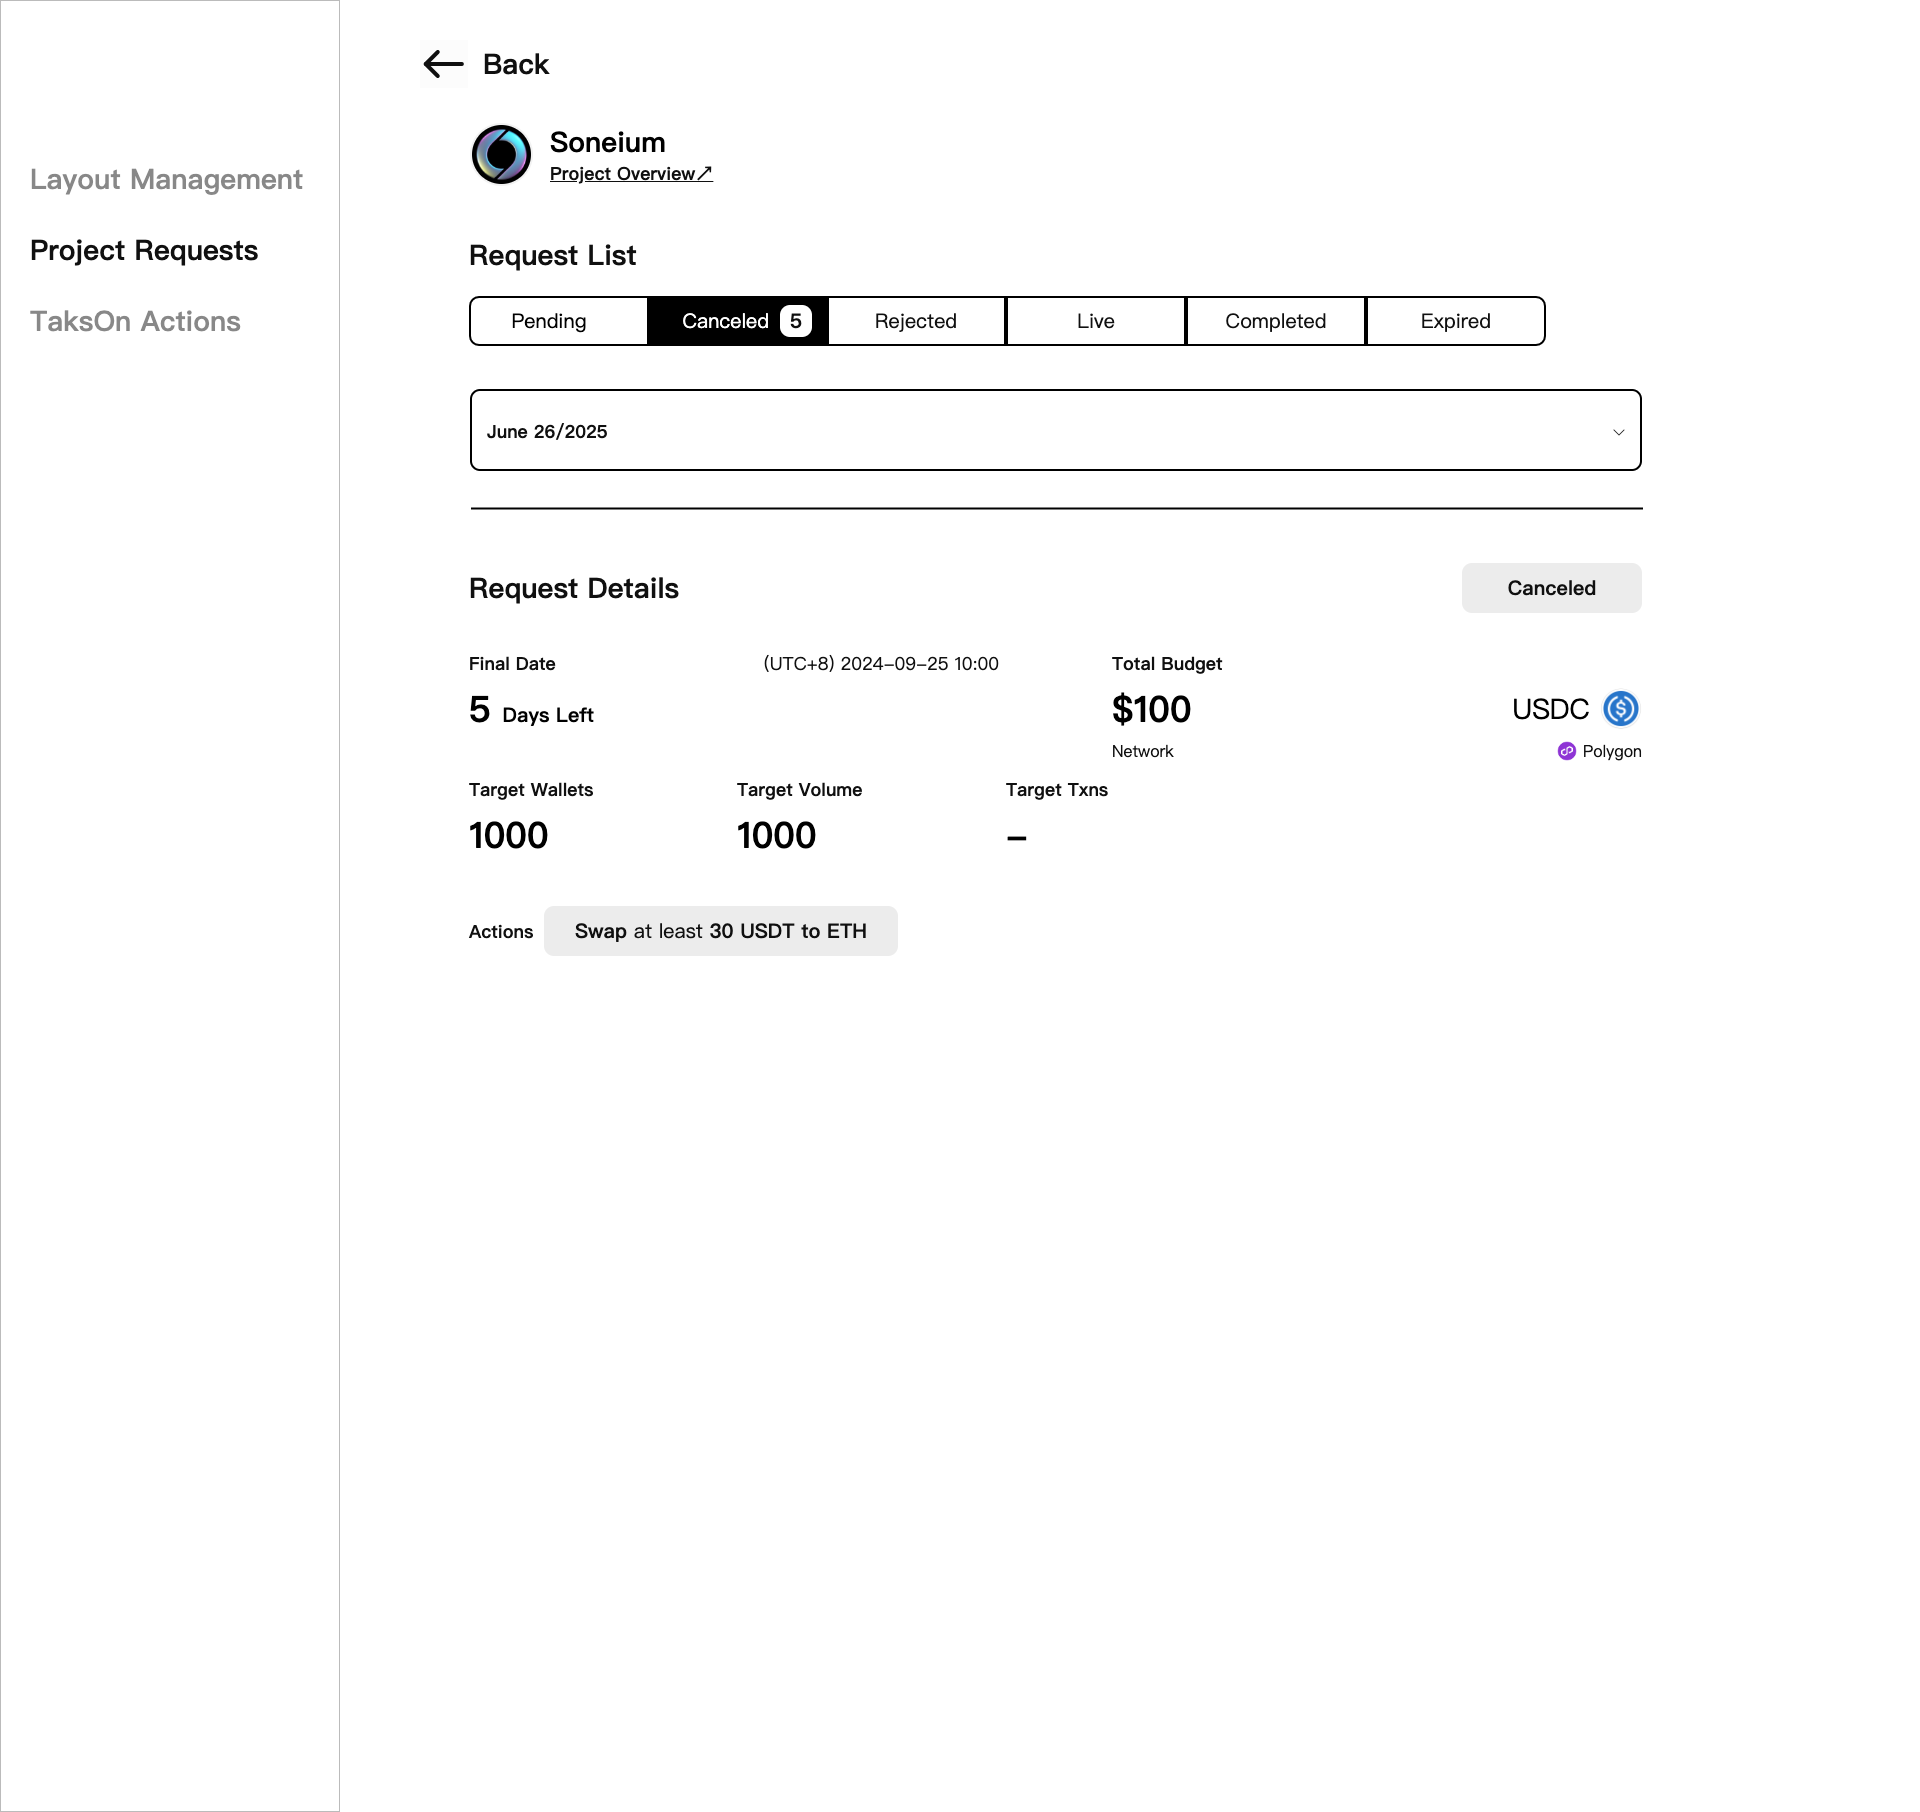 Back
Soneium
Project Overview↗
Layout Management
Project Requests
TaksOn Actions
Request List
Pending
Canceled 5
Rejected
Live
Completed
Expired
June 26/2025
Request Details
Canceled
Final Date
(UTC+8) 2024-09-25 10:00
5 Days Left
Total Budget
$100
USDC
Network
Polygon
Target Wallets
1000
Target Volume
1000
Target Txns
–
Actions
Swap at least 30 USDT to ETH